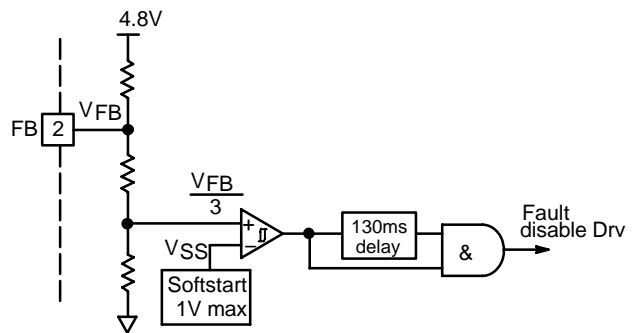 4.8V
FB
2
VFB
VFB
3
+
−
VSS
Softstart
1V max
130ms
delay
&
Fault
disable Drv